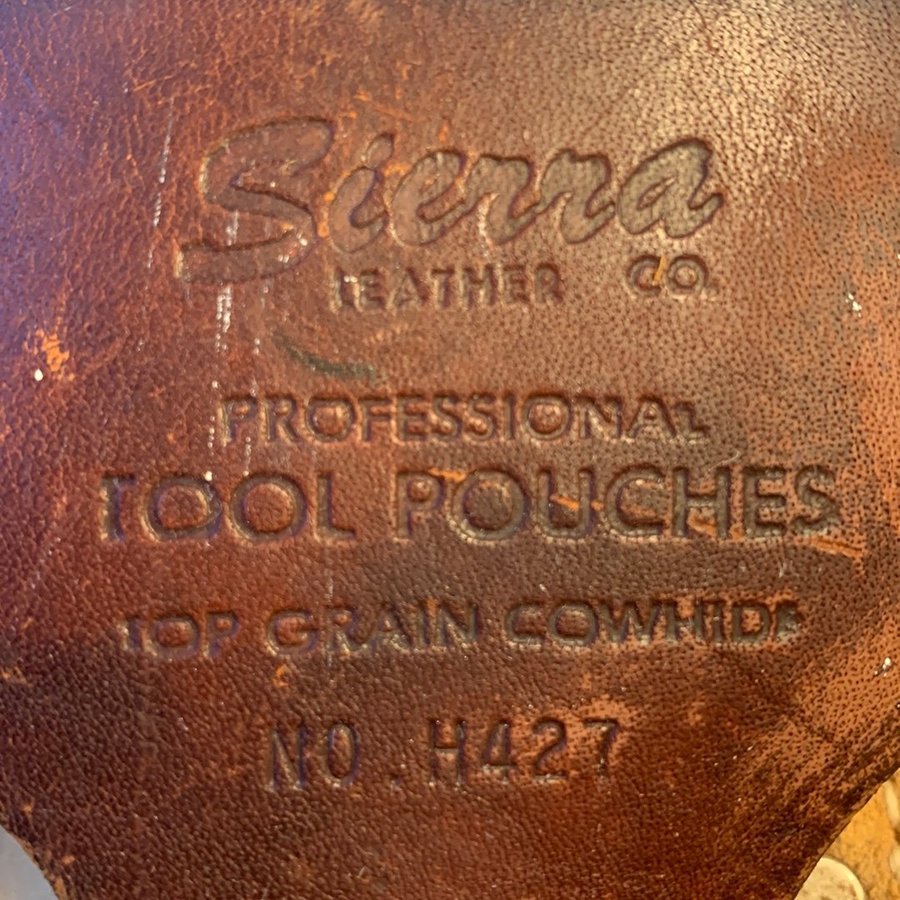 Sierra
LEATHER CO.
PROFESSIONAL
TOOL POUCHES
TOP GRAIN COWHIDE
NO.H427